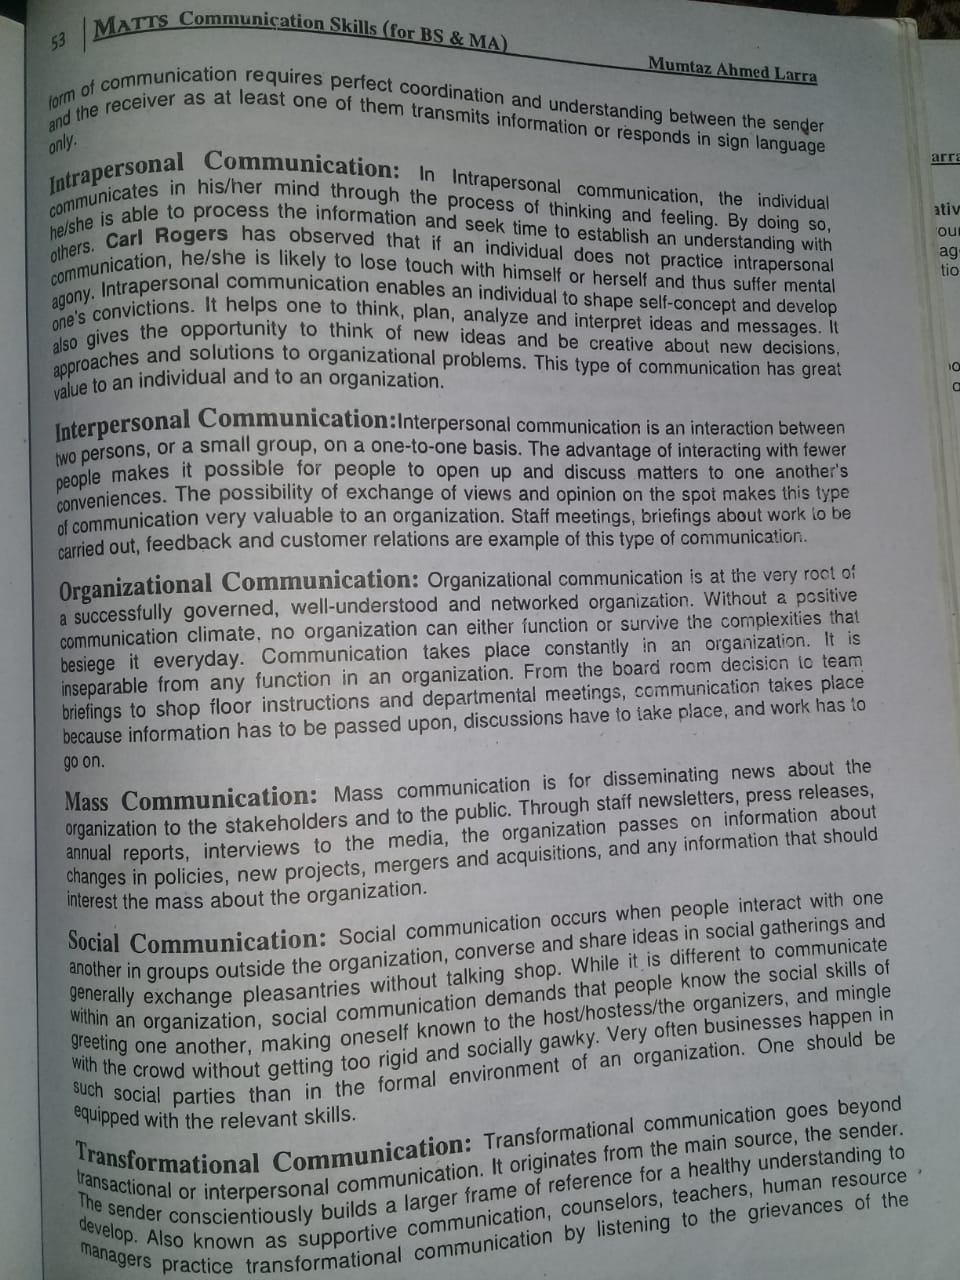 53 MATTS Communication Skills (for BS & MA)
Mumtaz Ahmed Larra
form of communication requires perfect coordination and understanding between the sender
and the receiver as at least one of them transmits information or responds in sign language
only.
Intrapersonal Communication: In Intrapersonal communication, the individual
communicates in his/her mind through the process of thinking and feeling. By doing so,
he/she is able to process the information and seek time to establish an understanding with
others. Carl Rogers has observed that if an individual does not practice intrapersonal
communication, he/she is likely to lose touch with himself or herself and thus suffer mental
agony. Intrapersonal communication enables an individual to shape self-concept and develop
one's convictions. It helps one to think, plan, analyze and interpret ideas and messages. It
also gives the opportunity to think of new ideas and be creative about new decisions,
approaches and solutions to organizational problems. This type of communication has great
value to an individual and to an organization.
Interpersonal Communication:Interpersonal communication is an interaction between
two persons, or a small group, on a one-to-one basis. The advantage of interacting with fewer
people makes it possible for people to open up and discuss matters to one another's
conveniences. The possibility of exchange of views and opinion on the spot makes this type
of communication very valuable to an organization. Staff meetings, briefings about work to be
carried out, feedback and customer relations are example of this type of communication.
Organizational Communication: Organizational communication is at the very root of
a successfully governed, well-understood and networked organization. Without a positive
communication climate, no organization can either function or survive the complexities that
besiege it everyday. Communication takes place constantly in an organization. It is
inseparable from any function in an organization. From the board room decision to team
briefings to shop floor instructions and departmental meetings, communication takes place
because information has to be passed upon, discussions have to take place, and work has to
go on.
Mass Communication: Mass communication is for disseminating news about the
organization to the stakeholders and to the public. Through staff newsletters, press releases,
annual reports, interviews to the media, the organization passes on information about
changes in policies, new projects, mergers and acquisitions, and any information that should
interest the mass about the organization.
Social Communication: Social communication occurs when people interact with one
another in groups outside the organization, converse and share ideas in social gatherings and
generally exchange pleasantries without talking shop. While it is different to communicate
within an organization, social communication demands that people know the social skills of
greeting one another, making oneself known to the host/hostess/the organizers, and mingle
with the crowd without getting too rigid and socially gawky. Very often businesses happen in
such social parties than in the formal environment of an organization. One should be
equipped with the relevant skills.
Transformational Communication: Transformational communication goes beyond
transactional or interpersonal communication. It originates from the main source, the sender.
The sender conscientiously builds a larger frame of reference for a healthy understanding to
develop. Also known as supportive communication, counselors, teachers, human resource
managers practice transformational communication by listening to the grievances of the